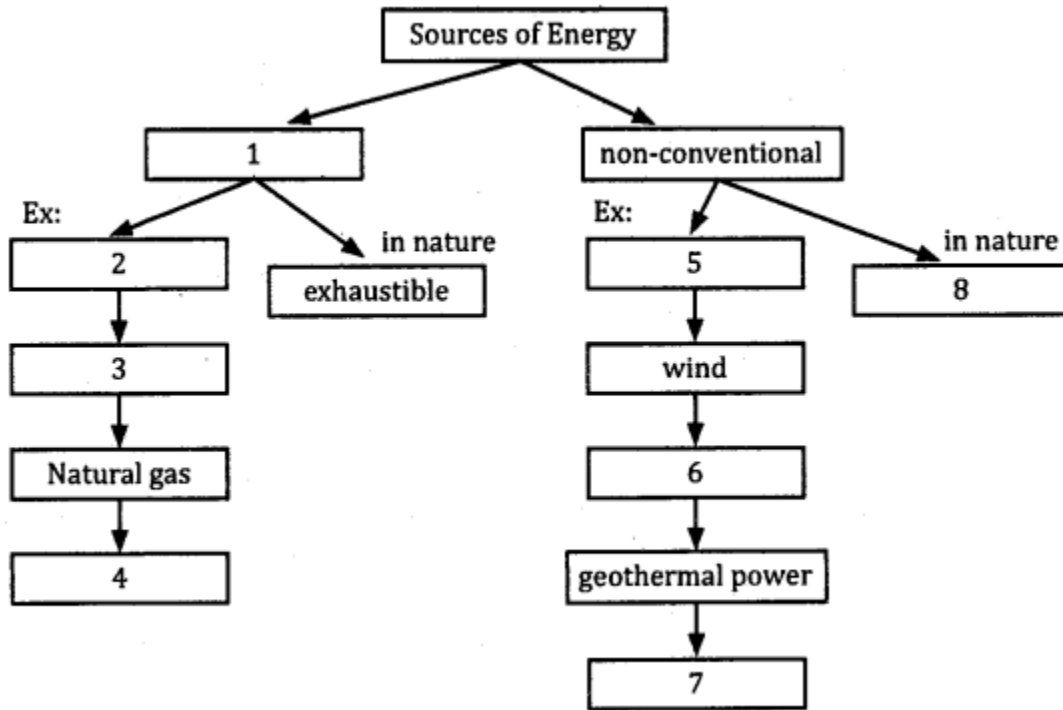 Sources of Energy
1
non-conventional
Ex:
in nature
Ex:
in nature
2
exhaustible
5
8
3
wind
Natural gas
6
4
geothermal power
7